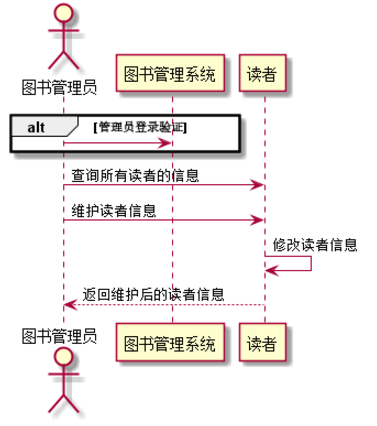 图书管理员
图书管理系统
读者
alt
[管理员登录验证]
查询所有读者的信息
维护读者信息
修改读者信息
返回维护后的读者信息
图书管理员
图书管理系统
读者